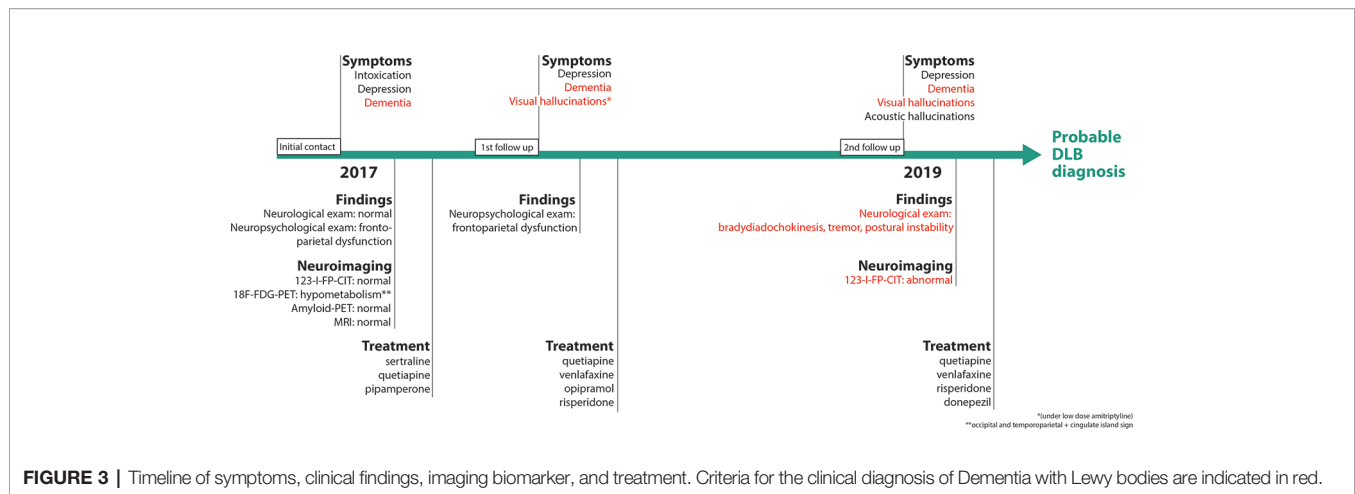 Symptoms
Intoxication
Depression
Dementia
Symptoms
Depression
Dementia
Visual hallucinations*
Symptoms
Depression
Dementia
Visual hallucinations
Acoustic hallucinations
Initial contact
1st follow up
2nd follow up
Probable
DLB
diagnosis
2017
2019
Findings
Neurological exam: normal
Neuropsychological exam: fronto-
parietal dysfunction
Neuroimaging
123-I-FP-CIT: normal
18F-FDG-PET: hypometabolism**
Amyloid-PET: normal
MRI: normal
Treatment
sertraline
quetiapine
pipamperone
Findings
Neuropsychological exam:
frontoparietal dysfunction
Treatment
quetiapine
venlafaxine
opipramol
risperidone
Findings
Neurological exam:
bradydiadochokinesis, tremor, postural instability
Neuroimaging
123-I-FP-CIT: abnormal
Treatment
quetiapine
venlafaxine
risperidone
donepezil
*(under low dose amitriptyline)
**occipital and temporoparietal + cingulate island sign
FIGURE 3 | Timeline of symptoms, clinical findings, imaging biomarker, and treatment. Criteria for the clinical diagnosis of Dementia with Lewy bodies are indicated in red.